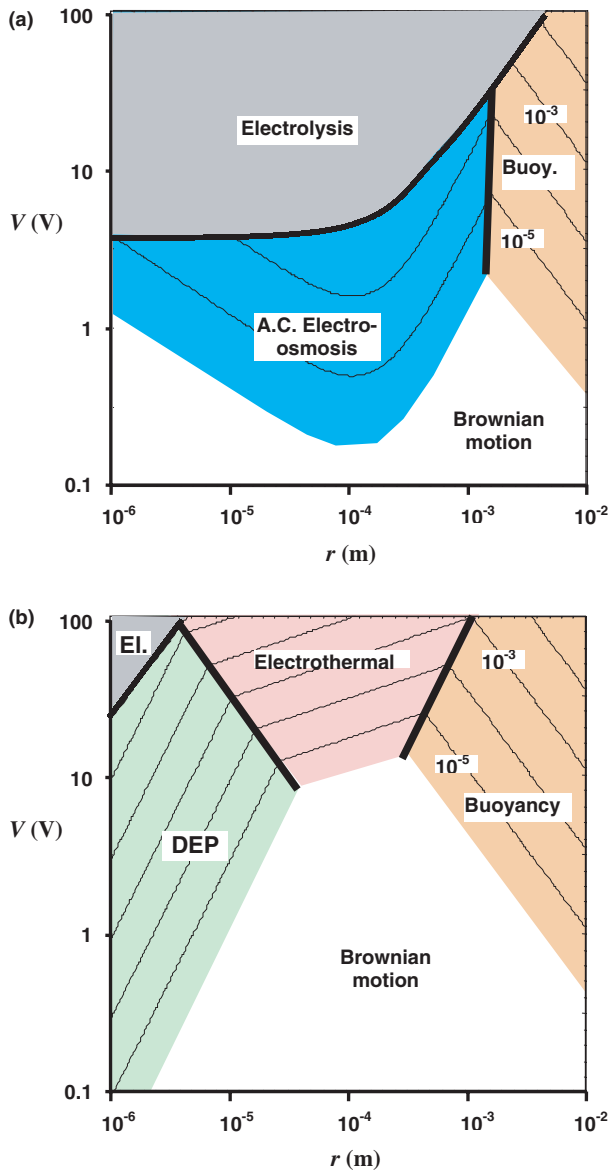 (a)
100
10
1
0.1
V (V)
Electrolysis
10-3
Buoy.
10-5
A.C. Electro-
osmosis
Brownian
motion
10-6
10-5
10-4
10-3
10-2
r (m)
(b)
100
10
1
0.1
V (V)
El.
Electrothermal
10-3
10-5
Buoyancy
DEP
Brownian
motion
10-6
10-5
10-4
10-3
10-2
r (m)